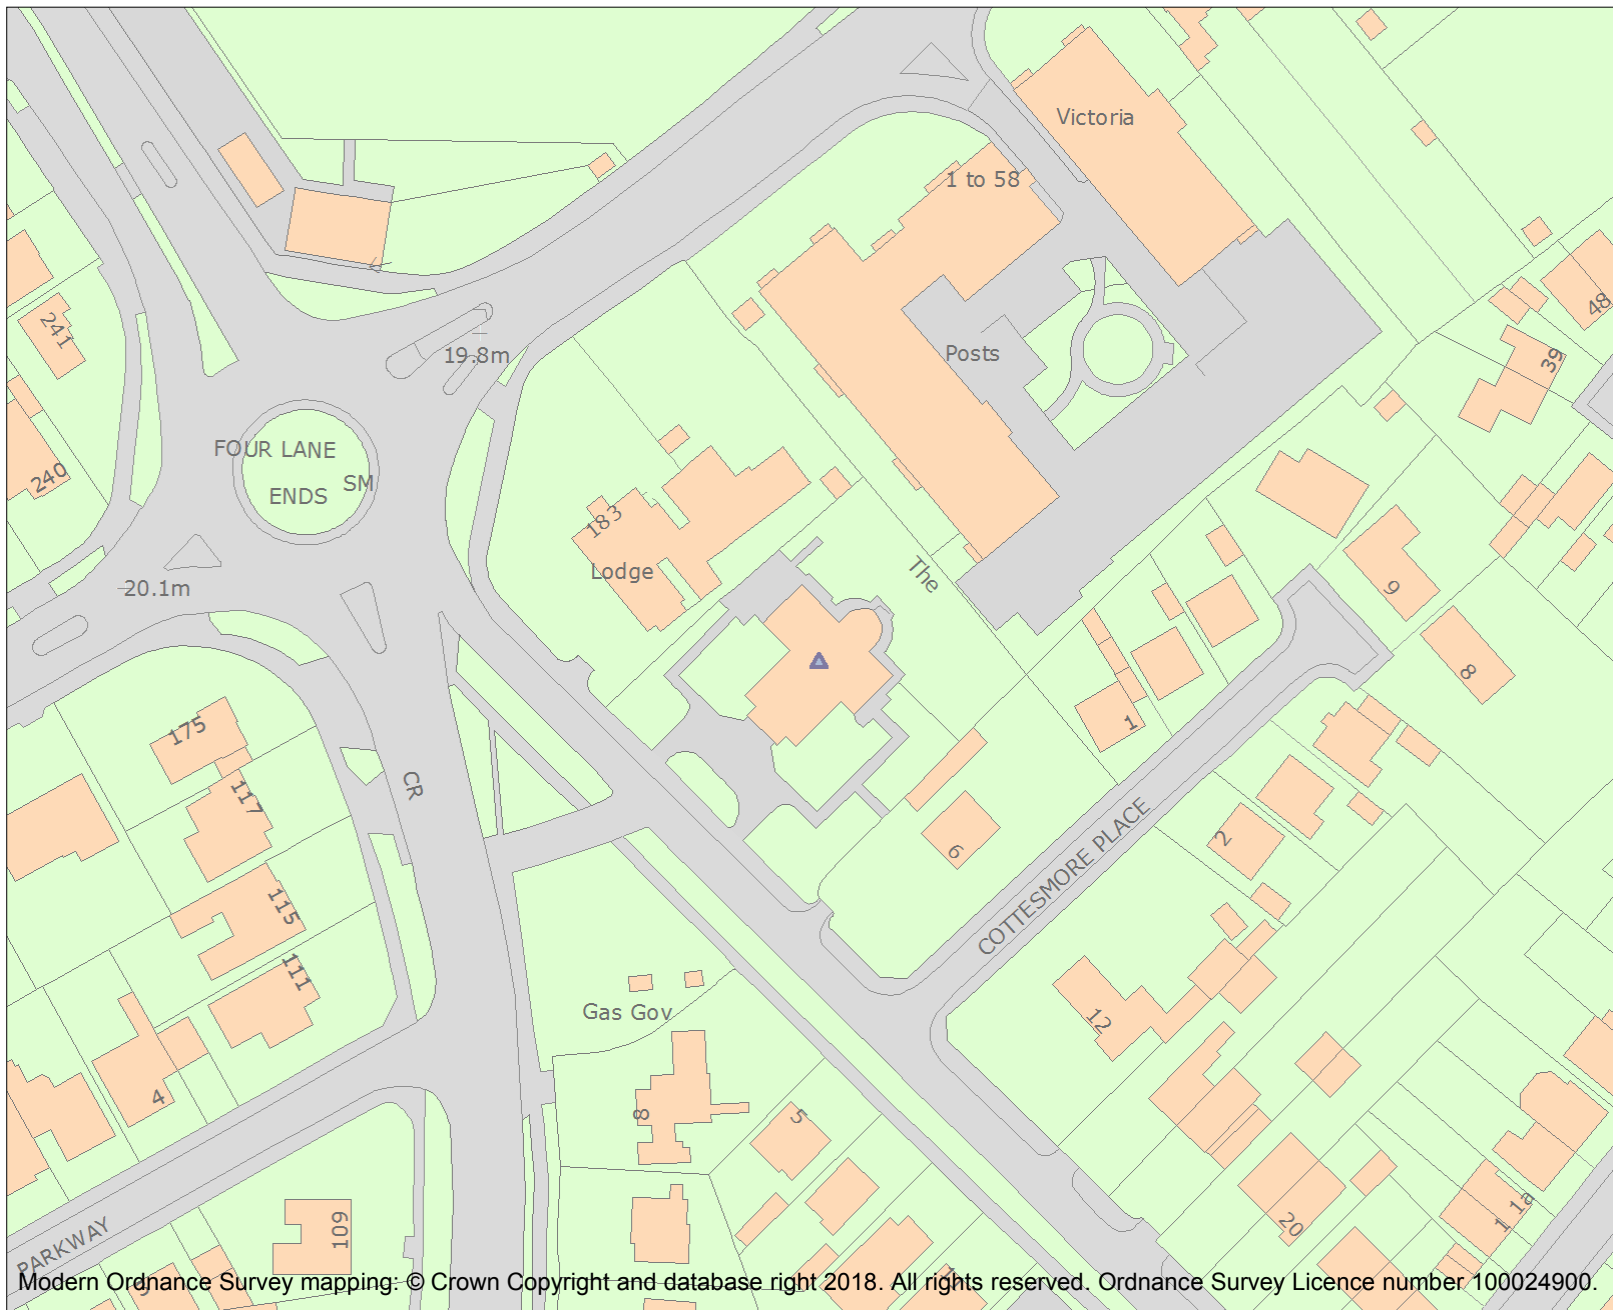 Victoria
1 to 58
241
48
19.8m
Posts
39
FOUR LANE
SM
ENDS
240
183
Lodge
The
20.1m
9
8
1
175
CR
117
2
6
COTTESMORE PLACE
115
111
Gas Gov
12
4
8
5
1a
1
20
109
PARKWAY
Modern Ordnance Survey mapping: © Crown Copyright and database right 2018. All rights reserved. Ordnance Survey Licence number 100024900.